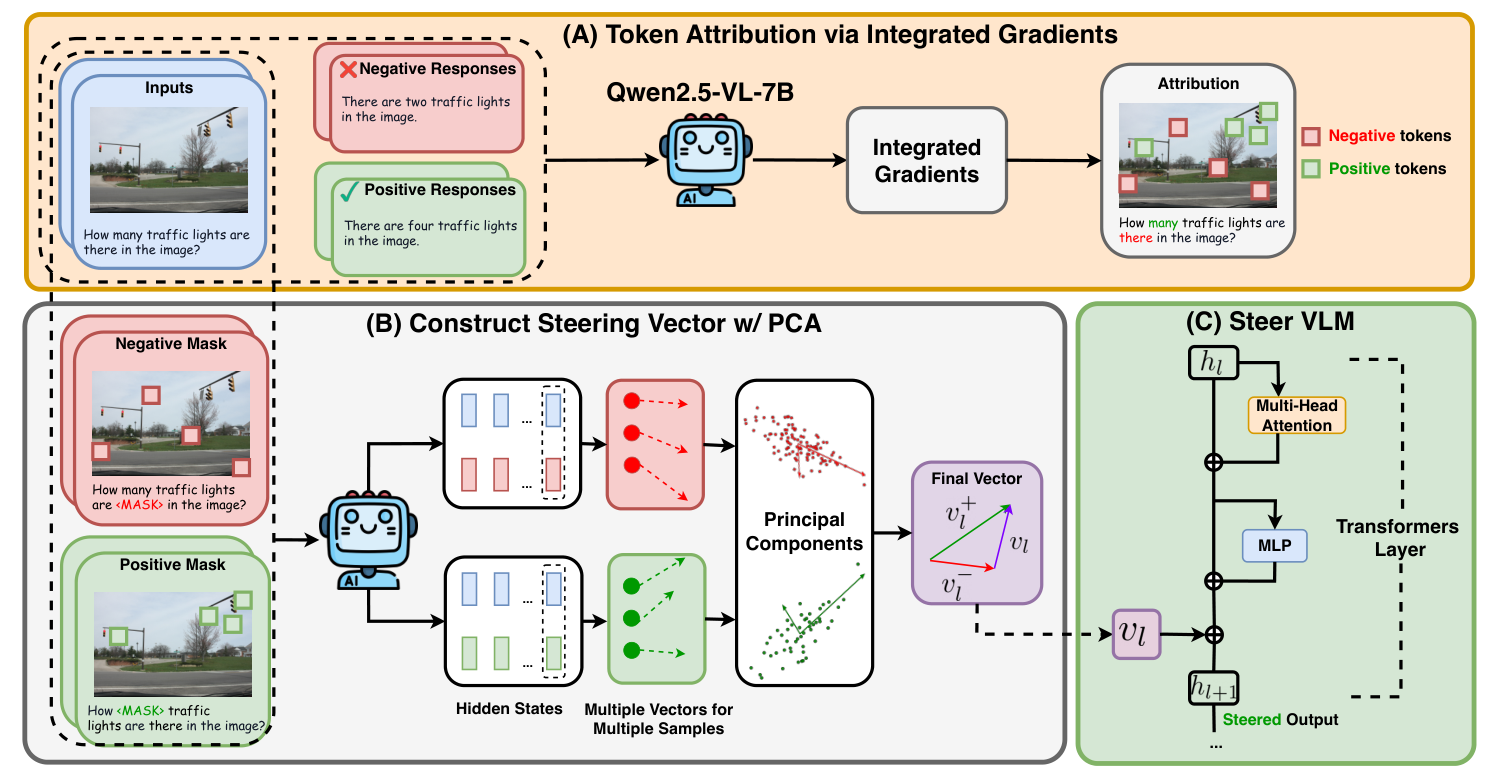 (A) Token Attribution via Integrated Gradients
Inputs
How many traffic lights are
there in the image?
Negative Responses
There are two traffic lights
in the image.
Positive Responses
There are four traffic lights
in the image.
Qwen2.5-VL-7B
AI
Integrated
Gradients
Attribution
How many traffic lights are
there in the image?
Negative tokens
Positive tokens
(B) Construct Steering Vector w/ PCA
Negative Mask
How many traffic lights
are <MASK> in the image?
Positive Mask
How <MASK> traffic
lights are there in the image?
AI
...
...
...
...
Hidden States
Multiple Vectors for
Multiple Samples
Principal
Components
Final Vector
v_l^+
v_l
v_l^-
(C) Steer VLM
h_l
Multi-Head
Attention
MLP
Transformers
Layer
v_l
h_{l+1}
Steered Output
...